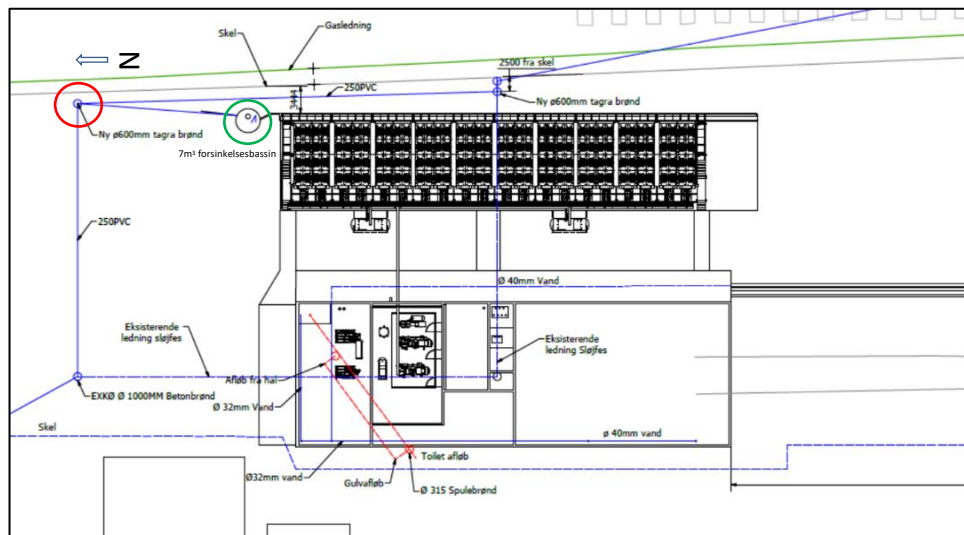 Skel
Gasledning
N
2500 fra skel
250PVC
3444
Ny ø600mm tagra brønd
Ny ø600mm tagra brønd
7m³ forsinkelsesbassin
250PVC
Ø 40mm Vand
Eksisterende
ledning sløjfes
Eksisterende
ledning Sløjfes
Afløb fra hal
EXKØ Ø 1000MM Betonbrønd
Ø 32mm Vand
Skel
ø 40mm vand
Toilet afløb
Ø32mm vand
Gulvafløb
Ø 315 Spulebrønd